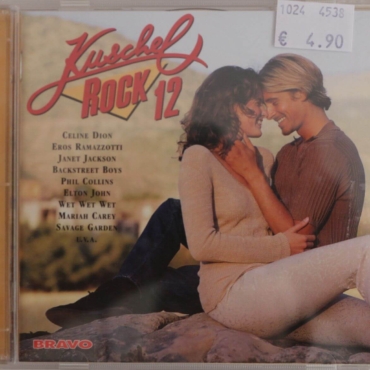 1024 4538
€ 4.90
Kuschel
ROCK 12
CELINE DION
EROS RAMAZZOTTI
JANET JACKSON
BACKSTREET BOYS
PHIL COLLINS
ELTON JOHN
WET WET WET
MARIAH CAREY
SAVAGE GARDEN
U.V.A.
BRAVO